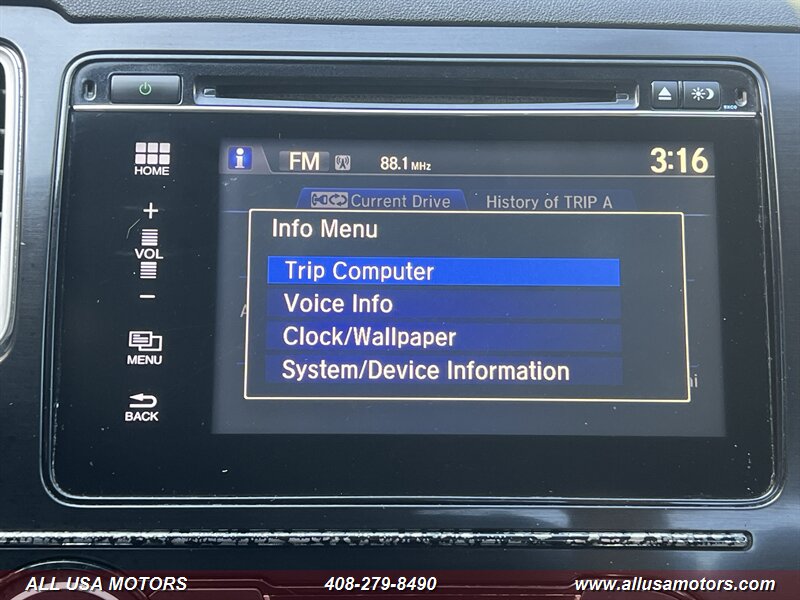 FM 88.1 MHz 3:16
HOME
Current Drive History of TRIP A
+
VOL
−
Info Menu
Trip Computer
Voice Info
Clock/Wallpaper
System/Device Information
MENU
BACK
ALL USA MOTORS 408-279-8490 www.allusamotors.com